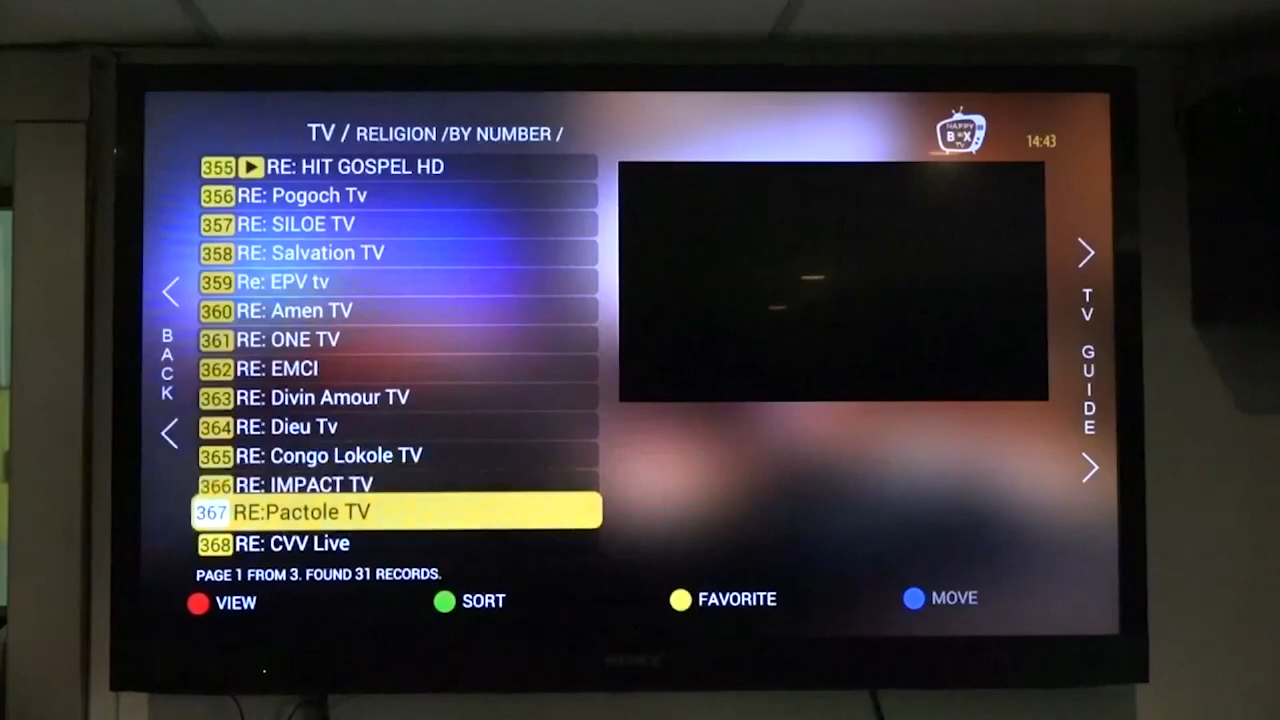 TV / RELIGION /BY NUMBER /
HAPPY
BOX
TV
14:43
355 RE: HIT GOSPEL HD
356 RE: Pogoch Tv
357 RE: SILOE TV
358 RE: Salvation TV
359 Re: EPV tv
360 RE: Amen TV
361 RE: ONE TV
362 RE: EMCI
363 RE: Divin Amour TV
364 RE: Dieu Tv
365 RE: Congo Lokole TV
366 RE: IMPACT TV
367 RE:Pactole TV
368 RE: CVV Live
BACK
TV GUIDE
PAGE 1 FROM 3. FOUND 31 RECORDS.
VIEW
SORT
FAVORITE
MOVE
SONY